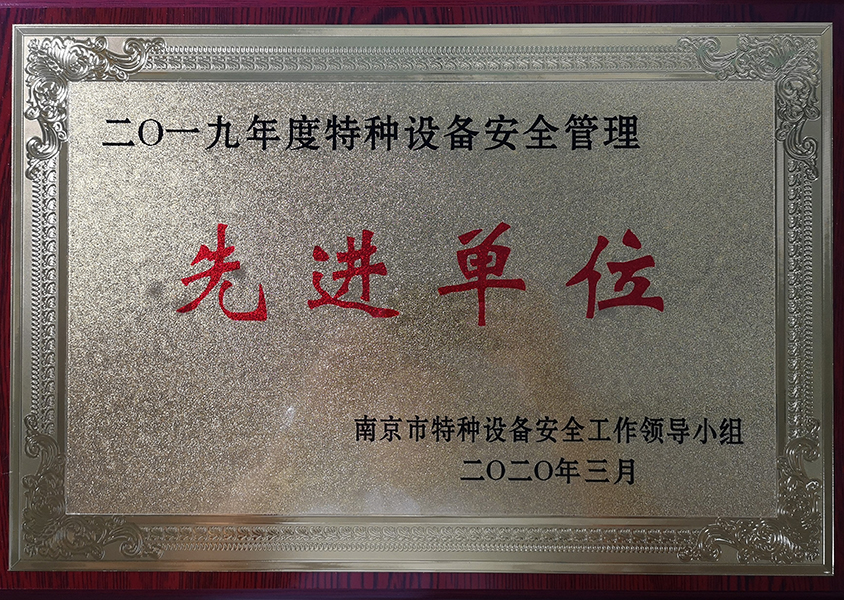 二〇一九年度特种设备安全管理
先进单位
南京市特种设备安全工作领导小组
二〇二〇年三月